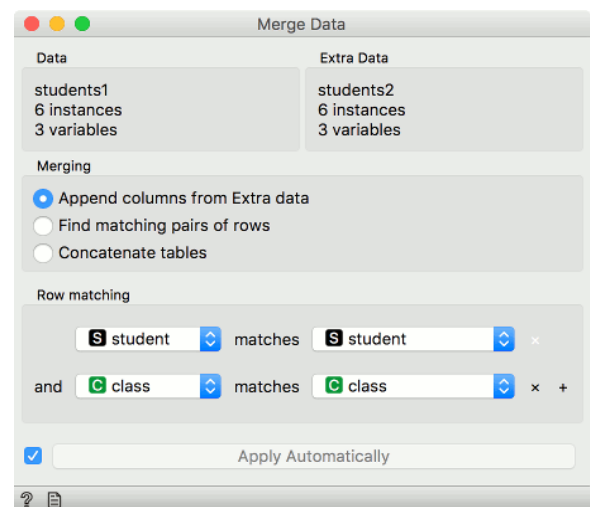 Merge Data
Data
Extra Data
students1
6 instances
3 variables
students2
6 instances
3 variables
Merging
Append columns from Extra data
Find matching pairs of rows
Concatenate tables
Row matching
S student matches S student ×
and C class matches C class × +
Apply Automatically
?